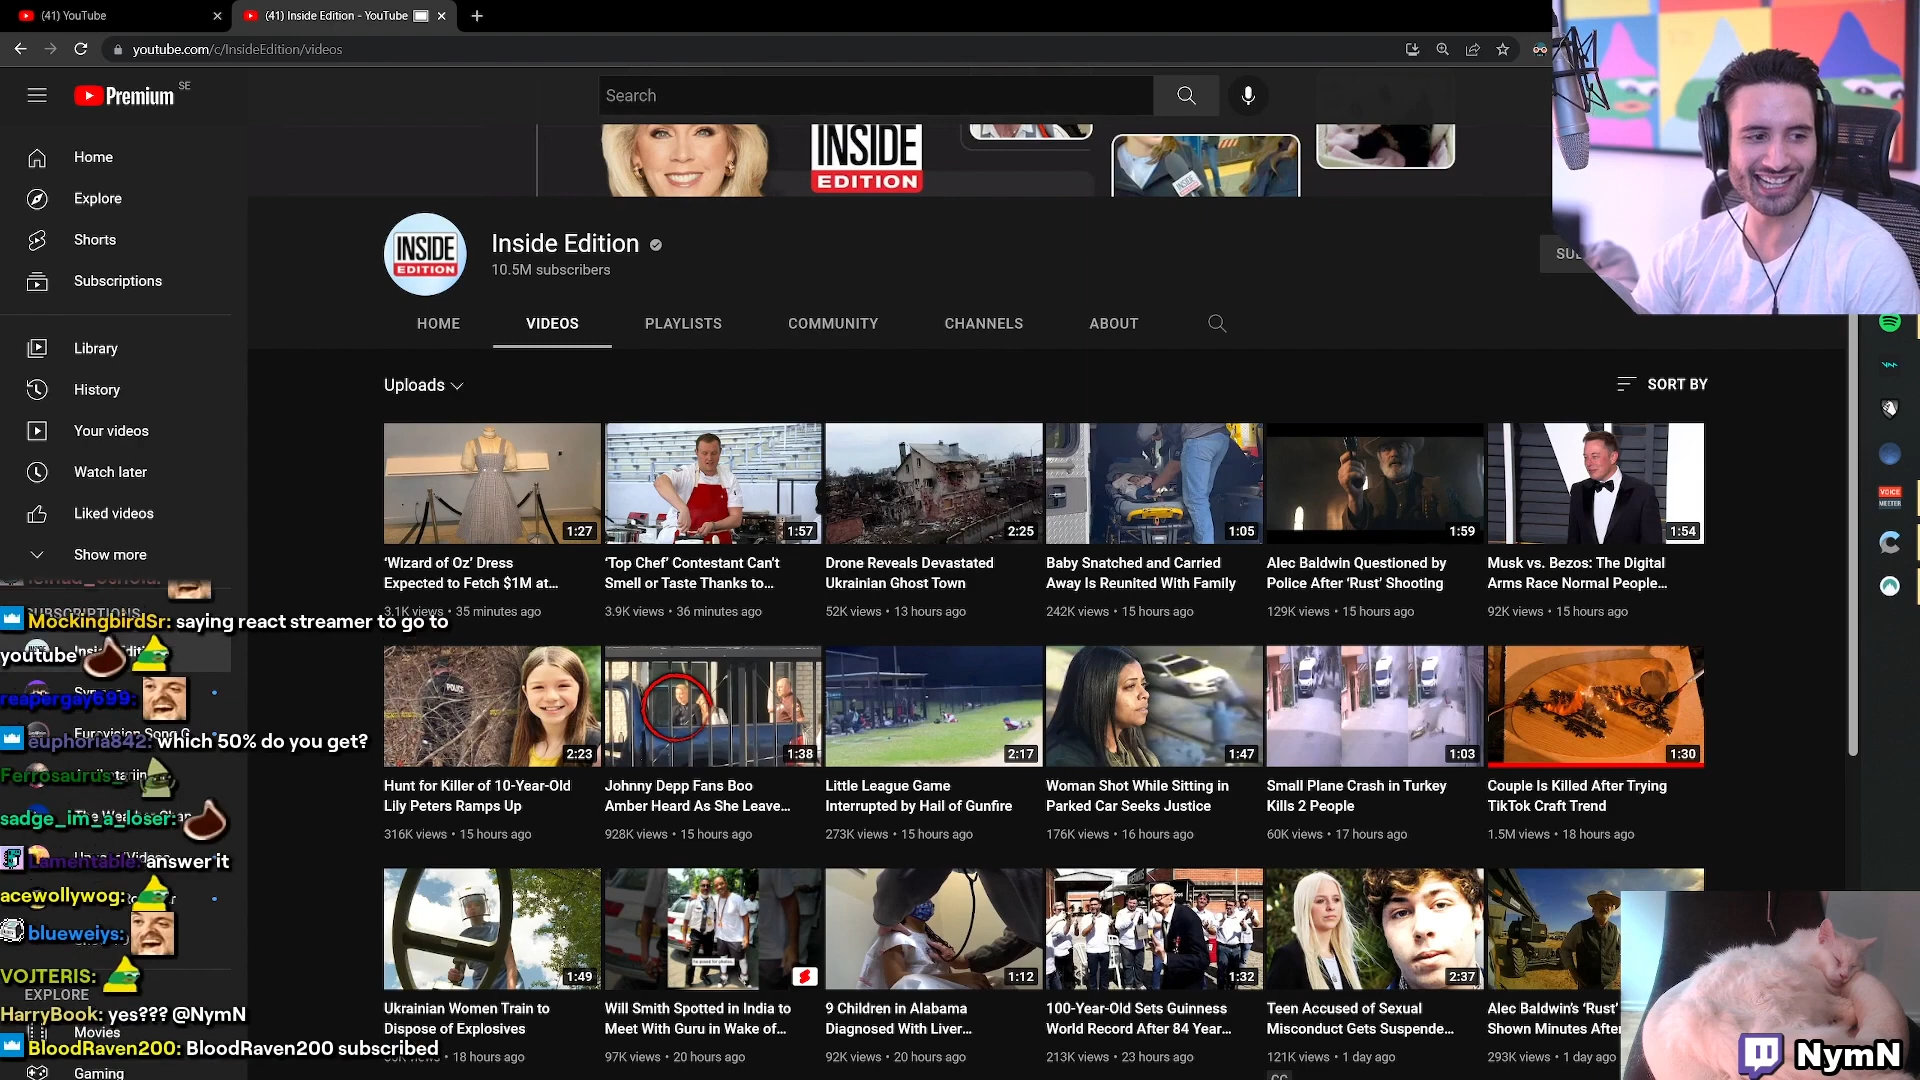 (41) YouTube
(41) Inside Edition - YouTube
youtube.com/c/InsideEdition/videos
Premium SE
Search
INSIDE
EDITION
Home
Explore
Shorts
Subscriptions
Library
History
Your videos
Watch later
Liked videos
Show more
INSIDE
EDITION
Inside Edition
10.5M subscribers
HOME
VIDEOS
PLAYLISTS
COMMUNITY
CHANNELS
ABOUT
Uploads
SORT BY
1:27
1:57
2:25
1:05
1:59
1:54
‘Wizard of Oz’ Dress
Expected to Fetch $1M at...
3.1K views • 35 minutes ago
‘Top Chef’ Contestant Can't
Smell or Taste Thanks to...
3.9K views • 36 minutes ago
Drone Reveals Devastated
Ukrainian Ghost Town
52K views • 13 hours ago
Baby Snatched and Carried
Away Is Reunited With Family
242K views • 15 hours ago
Alec Baldwin Questioned by
Police After ‘Rust’ Shooting
129K views • 15 hours ago
Musk vs. Bezos: The Digital
Arms Race Normal People...
92K views • 15 hours ago
POLICE
2:23
1:38
2:17
1:47
1:03
1:30
Hunt for Killer of 10-Year-Old
Lily Peters Ramps Up
316K views • 15 hours ago
Johnny Depp Fans Boo
Amber Heard As She Leave...
928K views • 15 hours ago
Little League Game
Interrupted by Hail of Gunfire
273K views • 15 hours ago
Woman Shot While Sitting in
Parked Car Seeks Justice
176K views • 16 hours ago
Small Plane Crash in Turkey
Kills 2 People
60K views • 17 hours ago
Couple Is Killed After Trying
TikTok Craft Trend
1.5M views • 18 hours ago
1:49
1:12
1:32
2:37
Ukrainian Women Train to
Dispose of Explosives
18 hours ago
Will Smith Spotted in India to
Meet With Guru in Wake of...
97K views • 20 hours ago
9 Children in Alabama
Diagnosed With Liver...
92K views • 20 hours ago
100-Year-Old Sets Guinness
World Record After 84 Year...
213K views • 23 hours ago
Teen Accused of Sexual
Misconduct Gets Suspende...
121K views • 1 day ago
CC
Alec Baldwin's ‘Rust’
Shown Minutes After
293K views • 1 day ago
SUBSCRIPTIONS
MockingbirdSr: saying react streamer to go to
youtube
reapergay699:
euphoria842: which 50% do you get?
Ferrosaurus_
sadge_im_a_loser:
Lamentable: answer it
acewollywog:
blueweiys:
VOJTERIS:
EXPLORE
HarryBook: yes??? @NymN
Movies
BloodRaven200: BloodRaven200 subscribed
Gaming
VOICE
MEETER
NymN